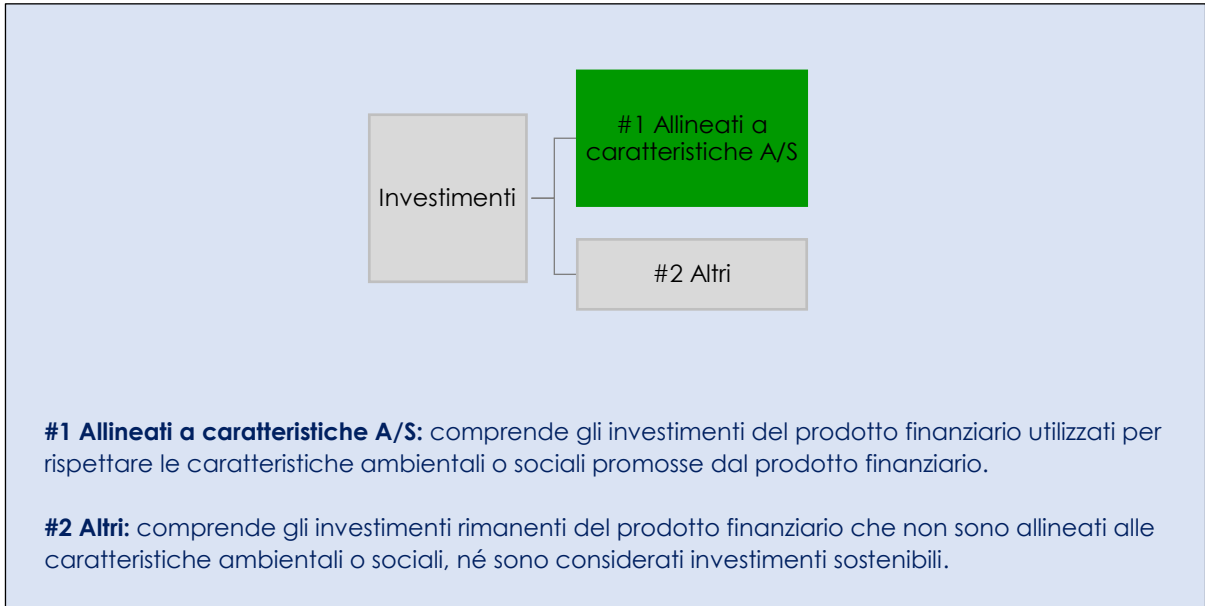 #1 Allineati a
caratteristiche A/S
Investimenti
#2 Altri
#1 Allineati a caratteristiche A/S: comprende gli investimenti del prodotto finanziario utilizzati per
rispettare le caratteristiche ambientali o sociali promosse dal prodotto finanziario.
#2 Altri: comprende gli investimenti rimanenti del prodotto finanziario che non sono allineati alle
caratteristiche ambientali o sociali, né sono considerati investimenti sostenibili.